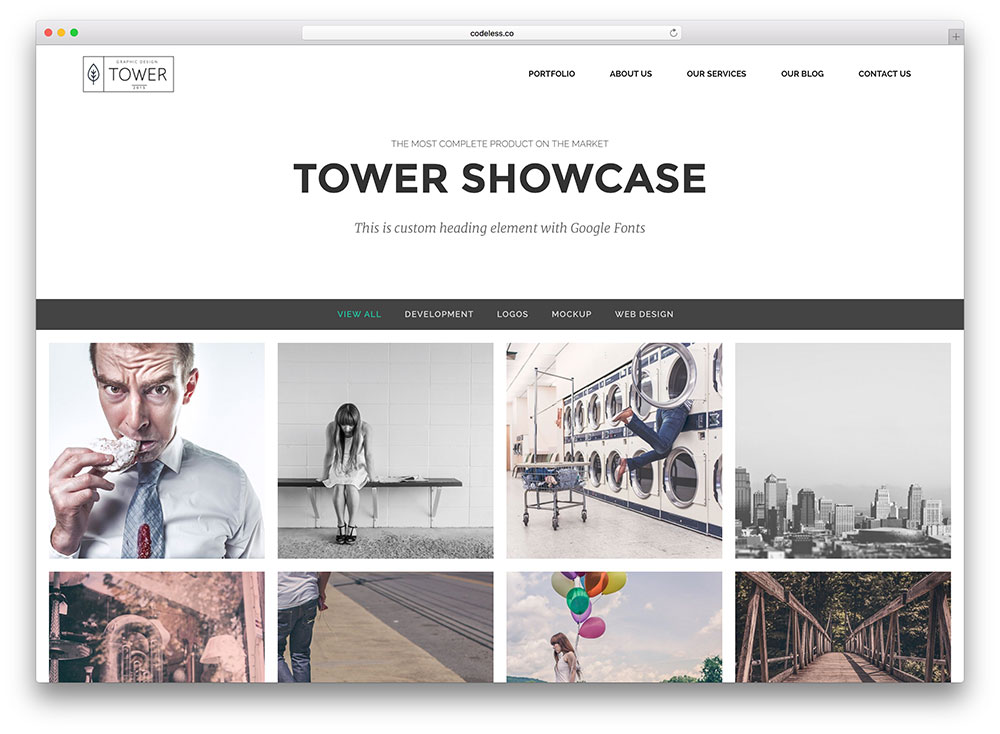 codeless.co
GRAPHIC DESIGN
TOWER
2015
PORTFOLIO
ABOUT US
OUR SERVICES
OUR BLOG
CONTACT US
THE MOST COMPLETE PRODUCT ON THE MARKET
TOWER SHOWCASE
This is custom heading element with Google Fonts
VIEW ALL
DEVELOPMENT
LOGOS
MOCKUP
WEB DESIGN